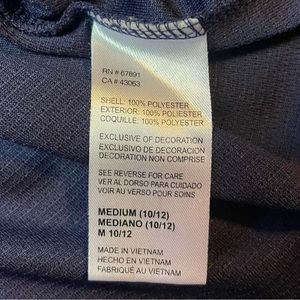 RN # 67891
CA # 43063
SHELL: 100% POLYESTER
EXTERIOR: 100% POLIESTER
COQUILLE: 100% POLYESTER
EXCLUSIVE OF DECORATION
EXCLUSIVO DE DECORACION
DECORATION NON COMPRISE
SEE REVERSE FOR CARE
VER AL DORSO PARA CUIDADO
VOIR AU VERSO POUR SOINS
MEDIUM (10/12)
MEDIANO (10/12)
M 10/12
MADE IN VIETNAM
HECHO EN VIETNAM
FABRIQUÉ AU VIETNAM